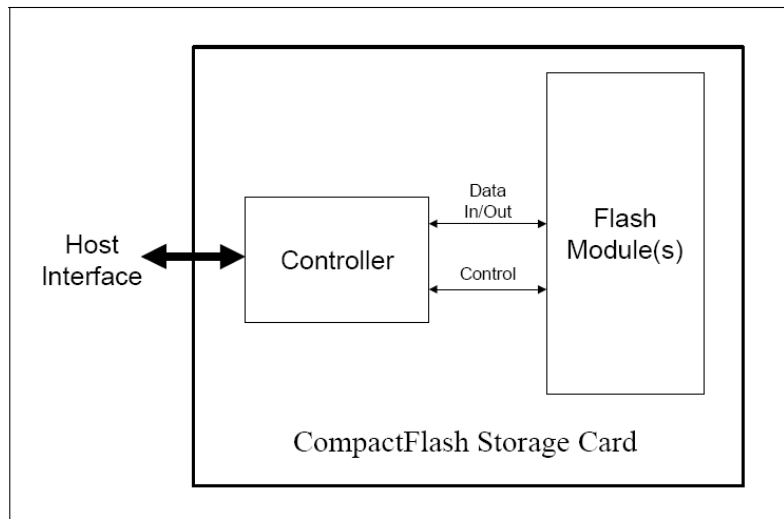 Host
Interface
Controller
Data
In/Out
Control
Flash
Module(s)
CompactFlash Storage Card